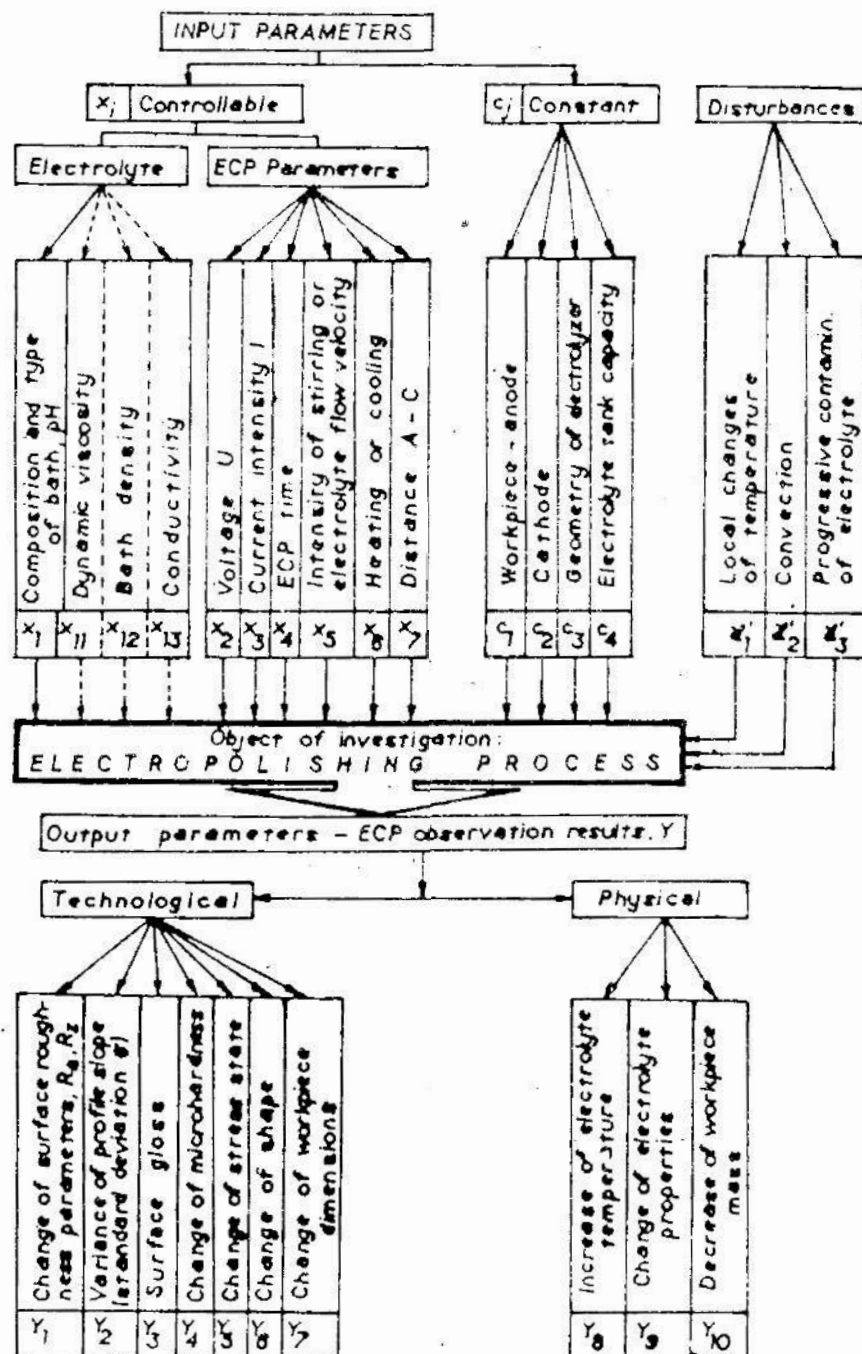 INPUT PARAMETERS
xj Controllable
cj Constant
Disturbances
Electrolyte
ECP Parameters
Composition and type
of bath, pH
Dynamic viscosity
Bath density
Conductivity
Voltage U
Current intensity I
ECP time
Intensity of stirring or
electrolyte flow velocity
Heating or cooling
Distance A-C
Workpiece - anode
Cathode
Geometry of electrolyzer
Electrolyte tank capacity
Local changes
of temperature
Convection
Progressive contamin.
of electrolyte
x1 x11 x12 x13
x2 x3 x4 x5 x6 x7
c1 c2 c3 c4
z'1 z'2 z'3
Object of investigation:
ELECTROPOLISHING PROCESS
Output parameters - ECP observation results, Y
Technological
Physical
Change of surface rough-
ness parameters, Ra, Rz
Variance of profile slope
(standard deviation σ)
Surface gloss
Change of microhardness
Change of stress state
Change of shape
Change of workpiece
dimensions
Increase of electrolyte
temperature
Change of electrolyte
properties
Decrease of workpiece
mass
Y1 Y2 Y3 Y4 Y5 Y6 Y7
Y8 Y9 Y10